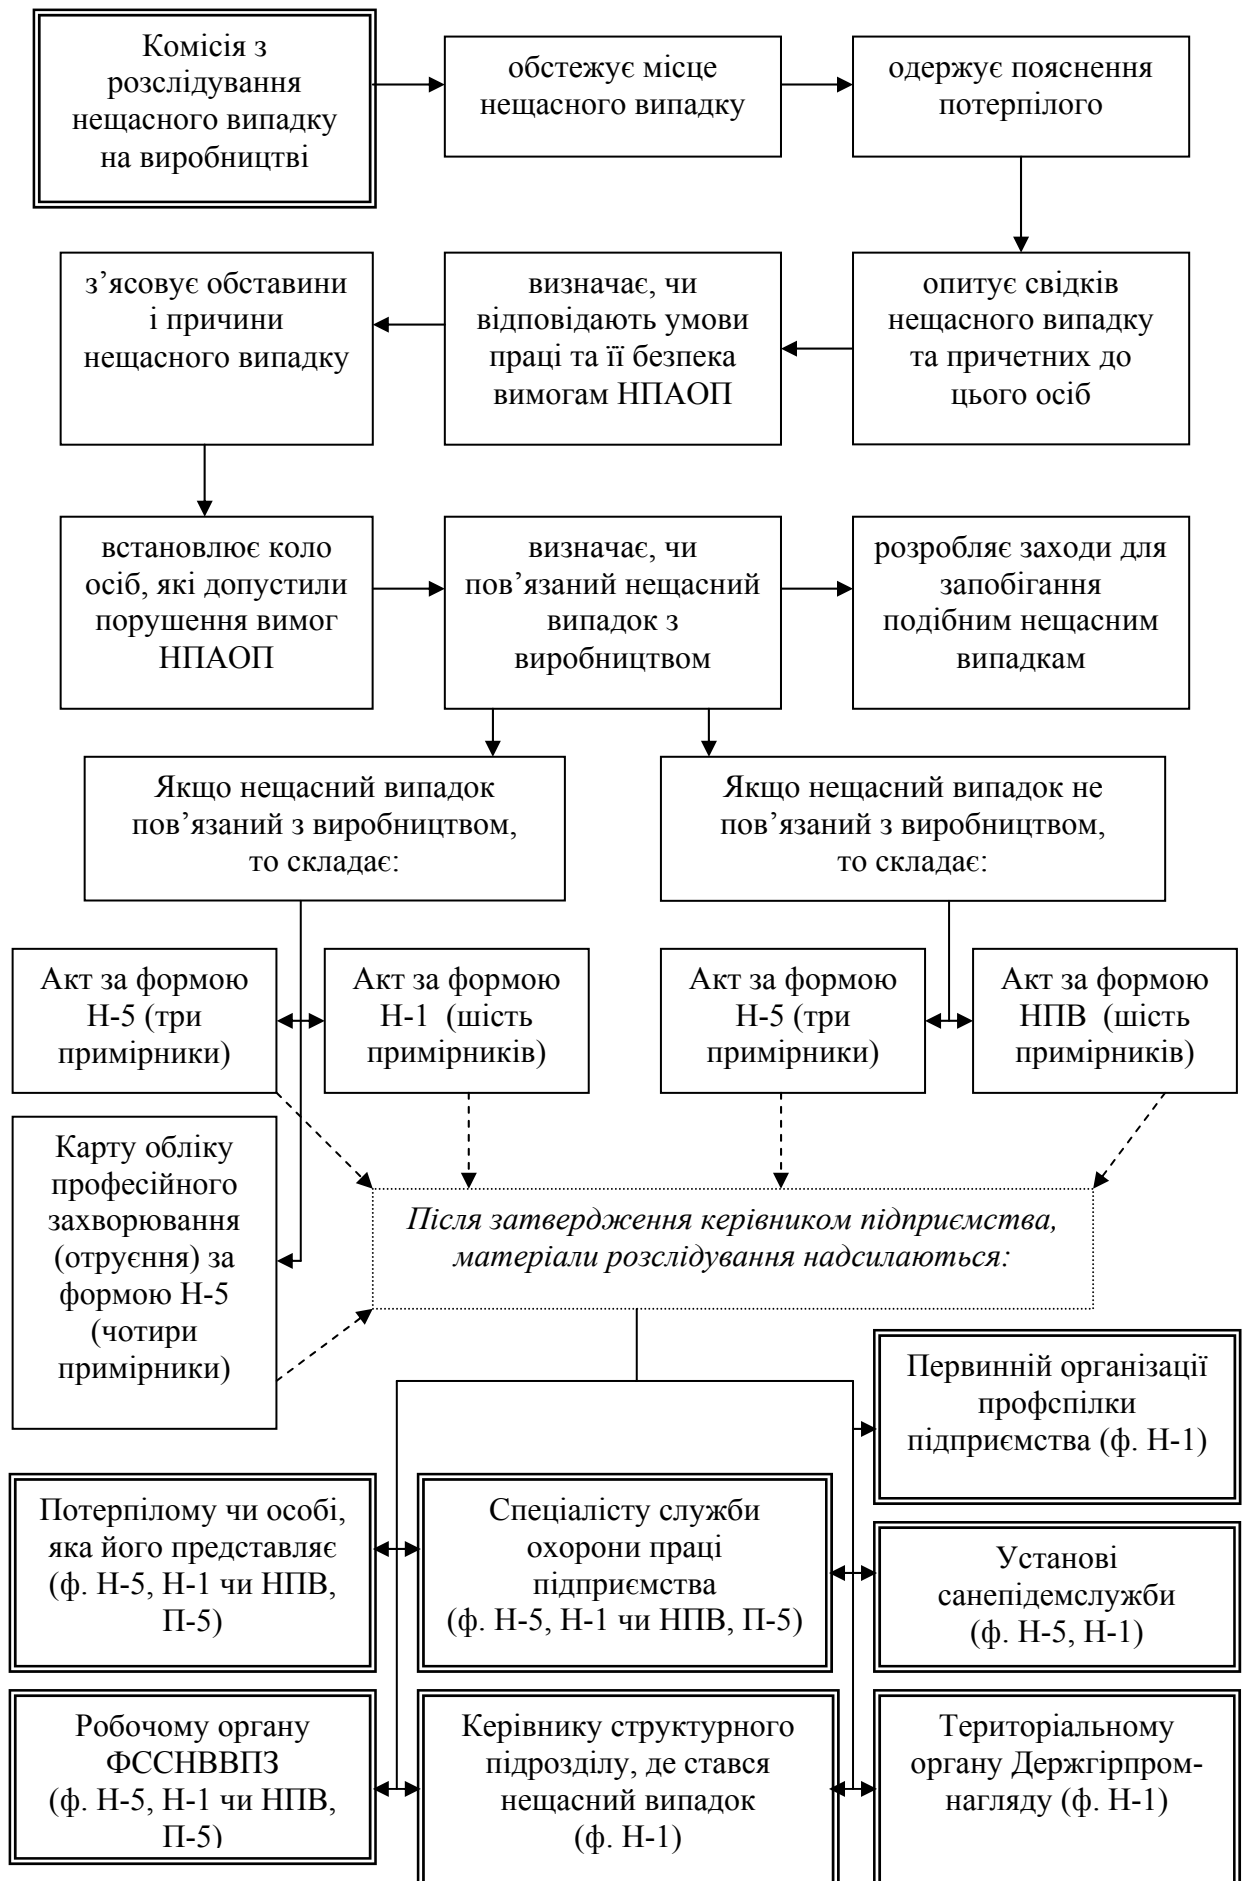 Комісія з
розслідування
нещасного випадку
на виробництві
обстежує місце
нещасного випадку
одержує пояснення
потерпілого
опитує свідків
нещасного випадку
та причетних до
цього осіб
визначає, чи
відповідають умови
праці та її безпека
вимогам НПАОП
з’ясовує обставини
і причини
нещасного випадку
встановлює коло
осіб, які допустили
порушення вимог
НПАОП
визначає, чи
пов’язаний нещасний
випадок з
виробництвом
розробляє заходи для
запобігання
подібним нещасним
випадкам
Якщо нещасний випадок
пов’язаний з виробництвом,
то складає:
Якщо нещасний випадок не
пов’язаний з виробництвом,
то складає:
Акт за формою
Н-5 (три
примірники)
Акт за формою
Н-1 (шість
примірників)
Акт за формою
Н-5 (три
примірники)
Акт за формою
НПВ (шість
примірників)
Карту обліку
професійного
захворювання
(отруєння) за
формою Н-5
(чотири
примірники)
Після затвердження керівником підприємства,
матеріали розслідування надсилаються:
Первинній організації
профспілки
підприємства (ф. Н-1)
Потерпілому чи особі,
яка його представляє
(ф. Н-5, Н-1 чи НПВ,
П-5)
Спеціалісту служби
охорони праці
підприємства
(ф. Н-5, Н-1 чи НПВ, П-5)
Установі
санепідемслужби
(ф. Н-5, Н-1)
Робочому органу
ФССНВВПЗ
(ф. Н-5, Н-1 чи НПВ,
П-5)
Керівнику структурного
підрозділу, де стався
нещасний випадок
(ф. Н-1)
Територіальному
органу Держгірпром-
нагляду (ф. Н-1)